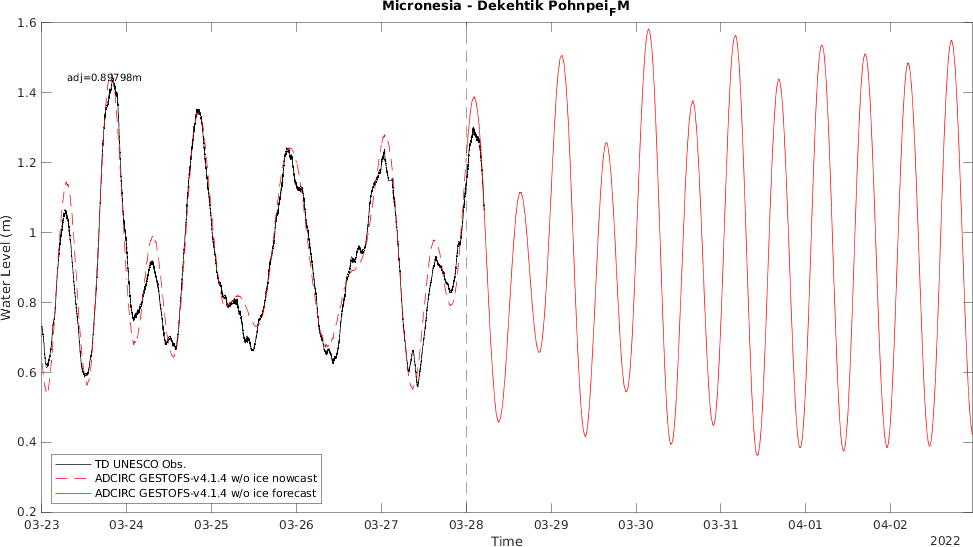 Micronesia - Dekehtik Pohnpei_FM
1.6
adj=0.89798m
1.4
1.2
1
0.8
0.6
0.4
0.2
Water Level (m)
TD UNESCO Obs.
ADCIRC GESTOFS-v4.1.4 w/o ice nowcast
ADCIRC GESTOFS-v4.1.4 w/o ice forecast
03-23 03-24 03-25 03-26 03-27 03-28 03-29 03-30 03-31 04-01 04-02
Time
2022